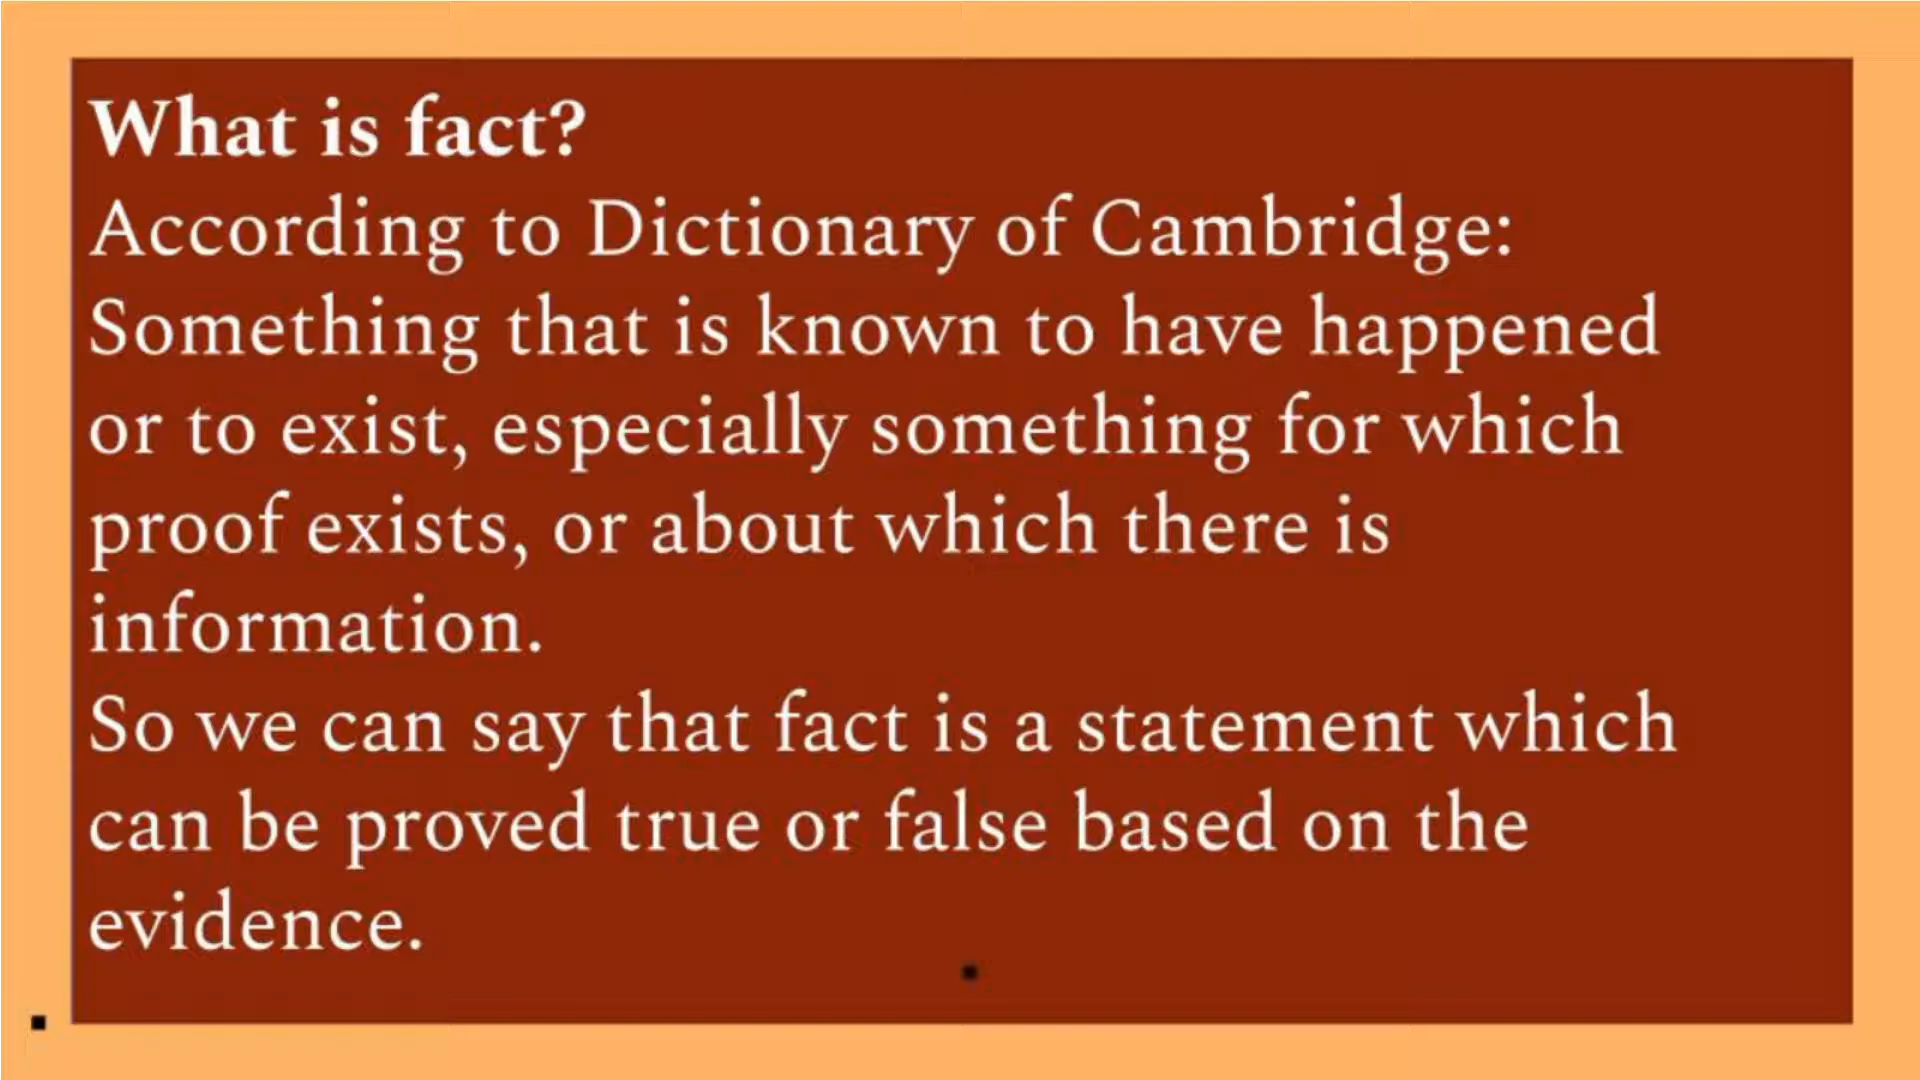 What is fact?
According to Dictionary of Cambridge:
Something that is known to have happened
or to exist, especially something for which
proof exists, or about which there is
information.
So we can say that fact is a statement which
can be proved true or false based on the
evidence.